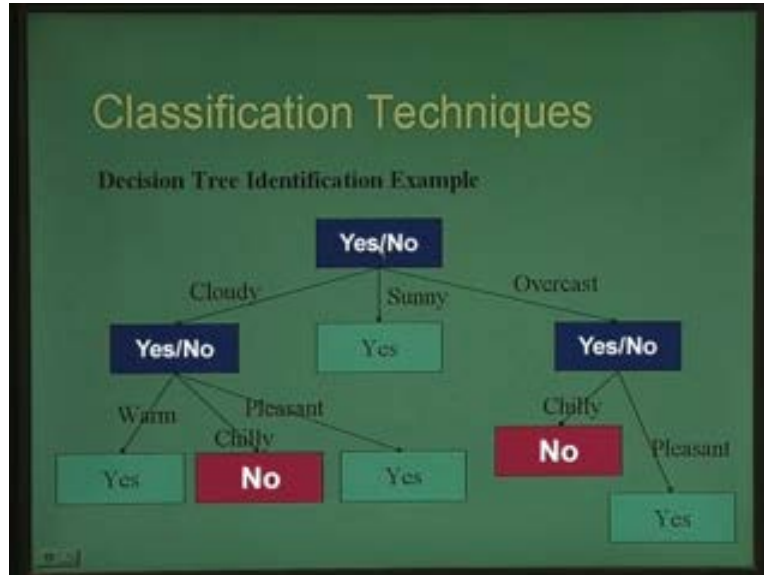 Classification Techniques
Decision Tree Identification Example
Yes/No
Cloudy
Sunny
Overcast
Yes/No
Yes
Yes/No
Warm
Chilly
Pleasant
Chilly
Pleasant
Yes
No
Yes
No
Yes